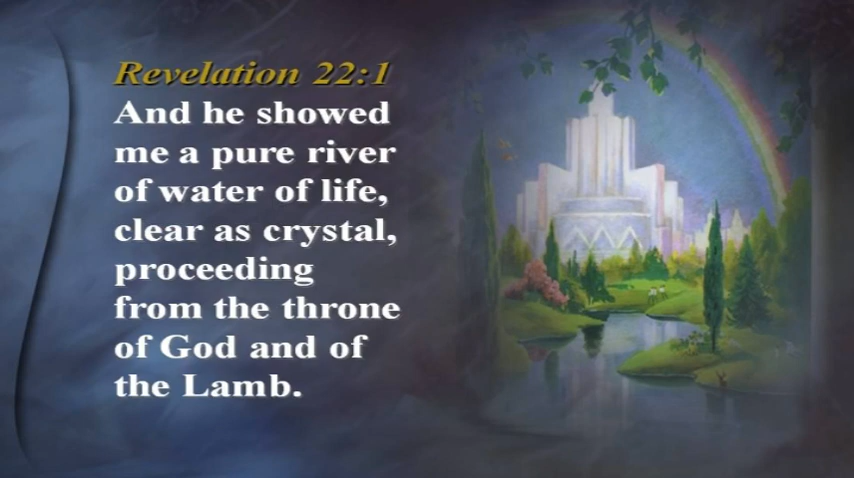 Revelation 22:1
And he showed
me a pure river
of water of life,
clear as crystal,
proceeding
from the throne
of God and of
the Lamb.